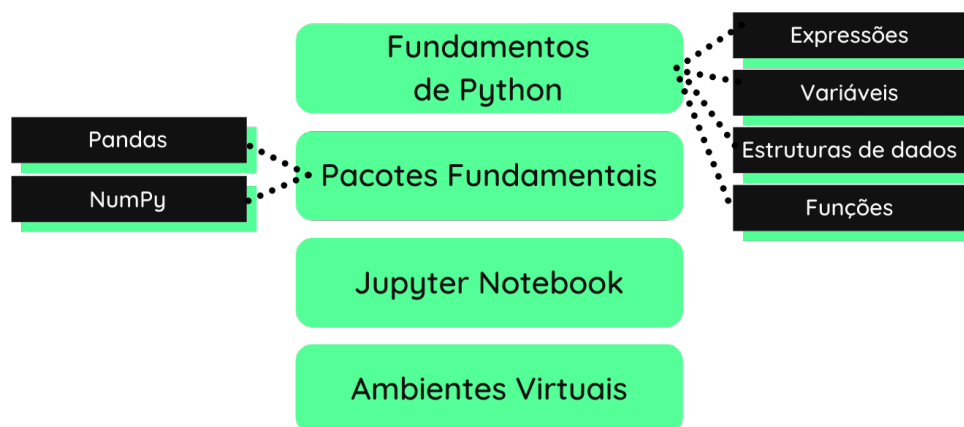 Fundamentos
de Python
Expressões
Variáveis
Estruturas de dados
Funções
Pacotes Fundamentais
Pandas
NumPy
Jupyter Notebook
Ambientes Virtuais